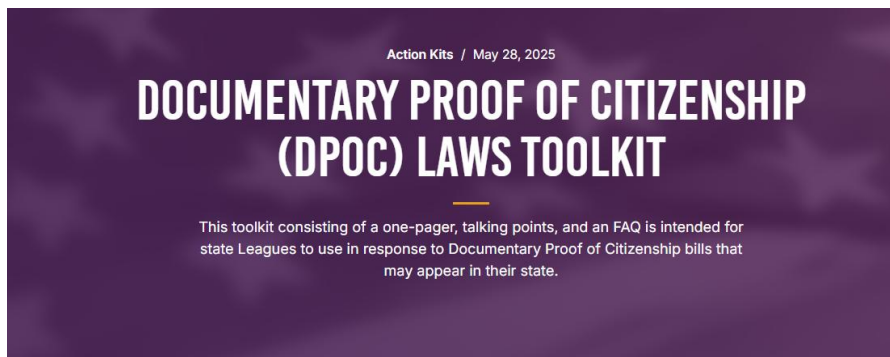 Action Kits / May 28, 2025
DOCUMENTARY PROOF OF CITIZENSHIP
(DPOC) LAWS TOOLKIT
This toolkit consisting of a one-pager, talking points, and an FAQ is intended for
state Leagues to use in response to Documentary Proof of Citizenship bills that
may appear in their state.